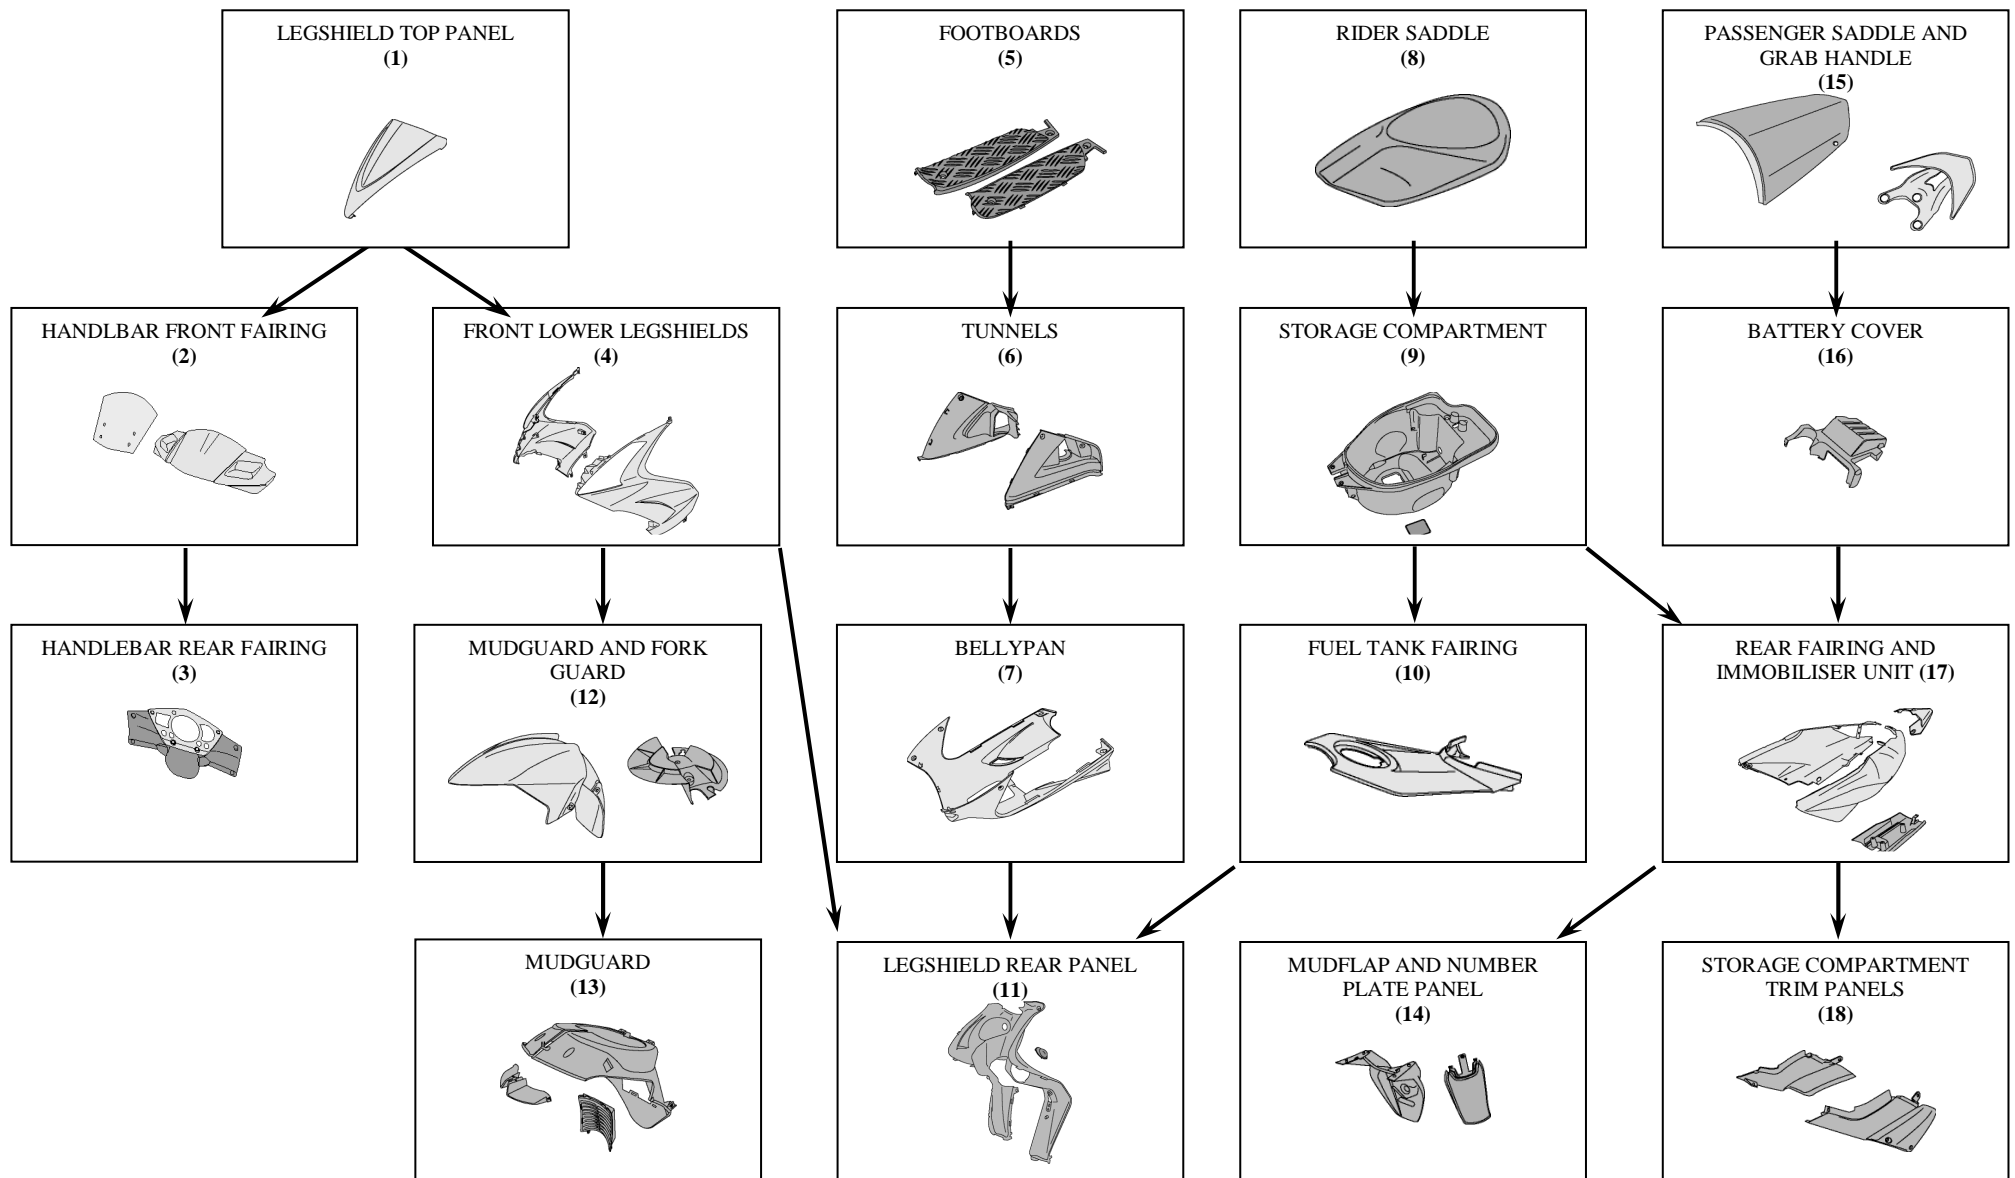 LEGSHIELD TOP PANEL
(1)
FOOTBOARDS
(5)
RIDER SADDLE
(8)
PASSENGER SADDLE AND
GRAB HANDLE
(15)
HANDLBAR FRONT FAIRING
(2)
FRONT LOWER LEGSHIELDS
(4)
TUNNELS
(6)
STORAGE COMPARTMENT
(9)
BATTERY COVER
(16)
HANDLEBAR REAR FAIRING
(3)
MUDGUARD AND FORK
GUARD
(12)
BELLYPAN
(7)
FUEL TANK FAIRING
(10)
REAR FAIRING AND
IMMOBILISER UNIT (17)
MUDGUARD
(13)
LEGSHIELD REAR PANEL
(11)
MUDFLAP AND NUMBER
PLATE PANEL
(14)
STORAGE COMPARTMENT
TRIM PANELS
(18)